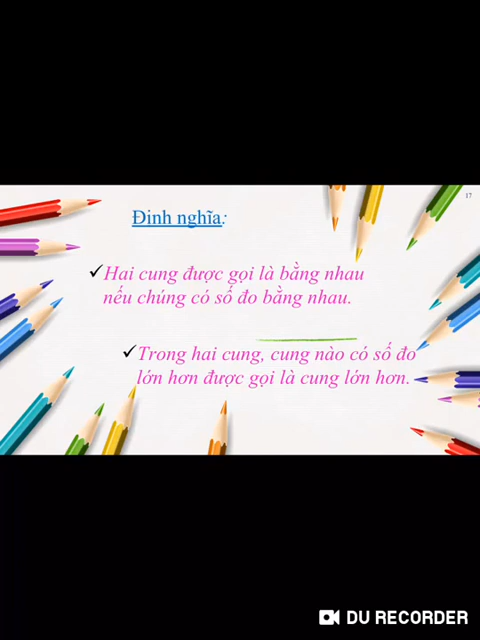 17
Đinh nghĩa:
✓Hai cung được gọi là bằng nhau
nếu chúng có số đo bằng nhau.
✓Trong hai cung, cung nào có số đo
lớn hơn được gọi là cung lớn hơn.
DU RECORDER